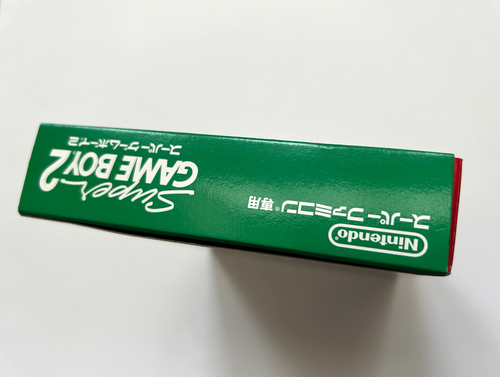 Super
GAME BOY 2
スーパーゲームボーイ2
Nintendo
スーパーファミコン®専用